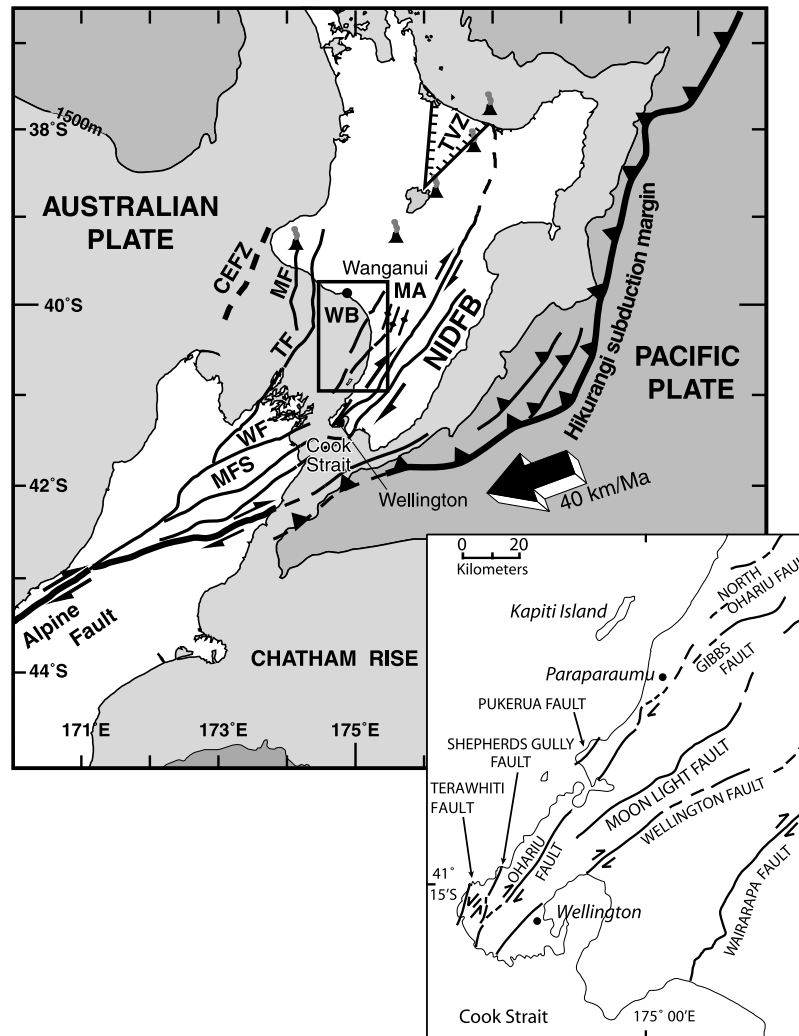 1500m
38°S
TVZ
AUSTRALIAN
PLATE
CEFZ
MF
Wanganui
MA
40°S
WB
NIDFB
TF
Hikurangi subduction margin
PACIFIC
PLATE
WF
Cook
Strait
MFS
42°S
Wellington
40 km/Ma
Alpine
Fault
CHATHAM RISE
44°S
171°E
173°E
175°E
0 20
Kilometers
NORTH
OHARIU FAULT
Kapiti Island
GIBBS
FAULT
Paraparaumu
PUKERUA FAULT
SHEPHERDS GULLY
FAULT
TERAWHITI
FAULT
MOON LIGHT FAULT
WELLINGTON FAULT
OHARIU
FAULT
41°
15'S
Wellington
WAIRARAPA FAULT
Cook Strait
175° 00'E